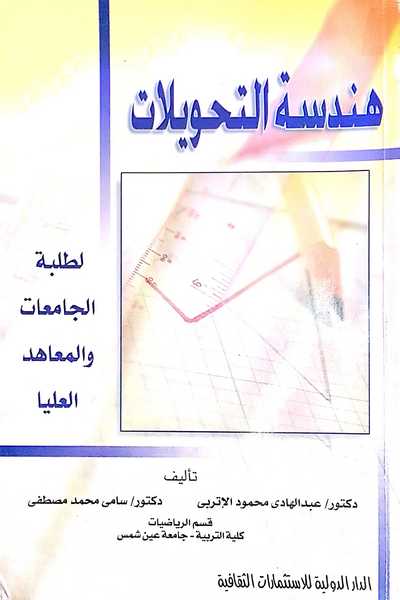 هندسة التحويلات
لطلبة
الجامعات
والمعاهد
العليا
تأليف
دكتور/ عبدالهادى محمود الإتربى دكتور/ سامى محمد مصطفى
قسم الرياضيات
كلية التربية - جامعة عين شمس
الدار الدولية للاستثمارات الثقافية